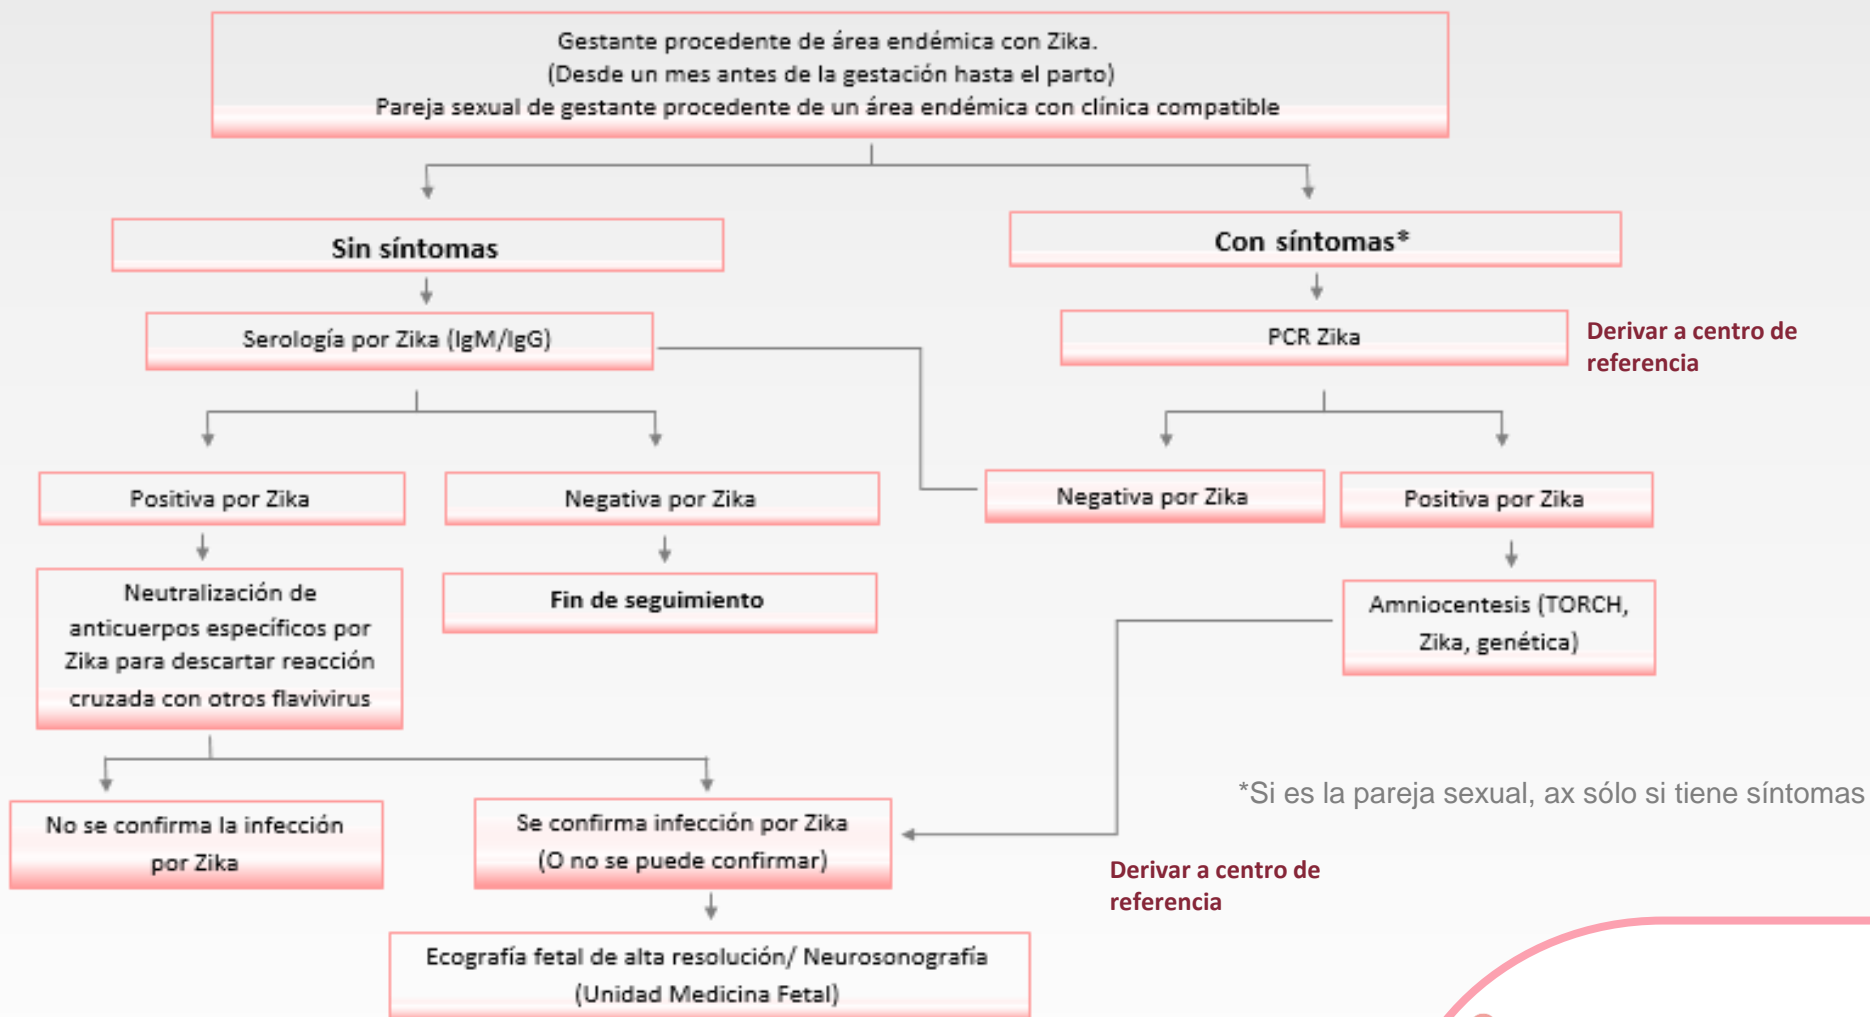 Gestante procedente de área endémica con Zika.
(Desde un mes antes de la gestación hasta el parto)
Pareja sexual de gestante procedente de un área endémica con clínica compatible
Sin síntomas
Con síntomas*
Serología por Zika (IgM/IgG)
PCR Zika
Derivar a centro de
referencia
Positiva por Zika
Negativa por Zika
Negativa por Zika
Positiva por Zika
Neutralización de
anticuerpos específicos por
Zika para descartar reacción
cruzada con otros flavivirus
Fin de seguimiento
Amniocentesis (TORCH,
Zika, genética)
*Si es la pareja sexual, ax sólo si tiene síntomas
No se confirma la infección
por Zika
Se confirma infección por Zika
(O no se puede confirmar)
Derivar a centro de
referencia
Ecografía fetal de alta resolución/ Neurosonografía
(Unidad Medicina Fetal)